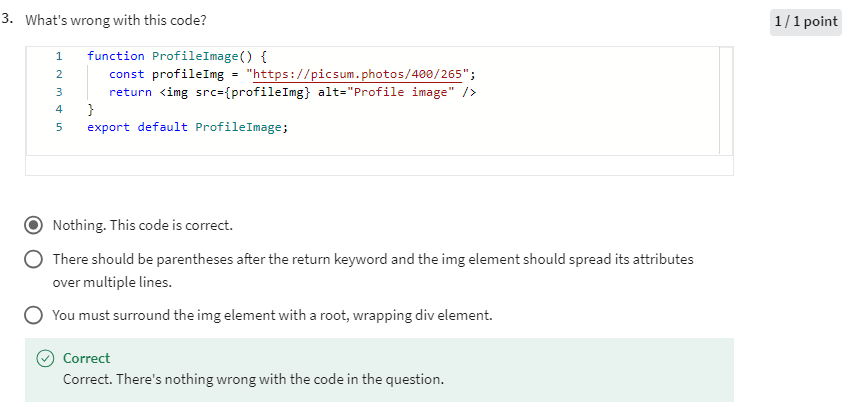 3. What's wrong with this code?
1 / 1 point
1 function ProfileImage() {
2 const profileImg = "https://picsum.photos/400/265";
3 return <img src={profileImg} alt="Profile image" />
4 }
5 export default ProfileImage;
Nothing. This code is correct.
There should be parentheses after the return keyword and the img element should spread its attributes
over multiple lines.
You must surround the img element with a root, wrapping div element.
Correct
Correct. There's nothing wrong with the code in the question.